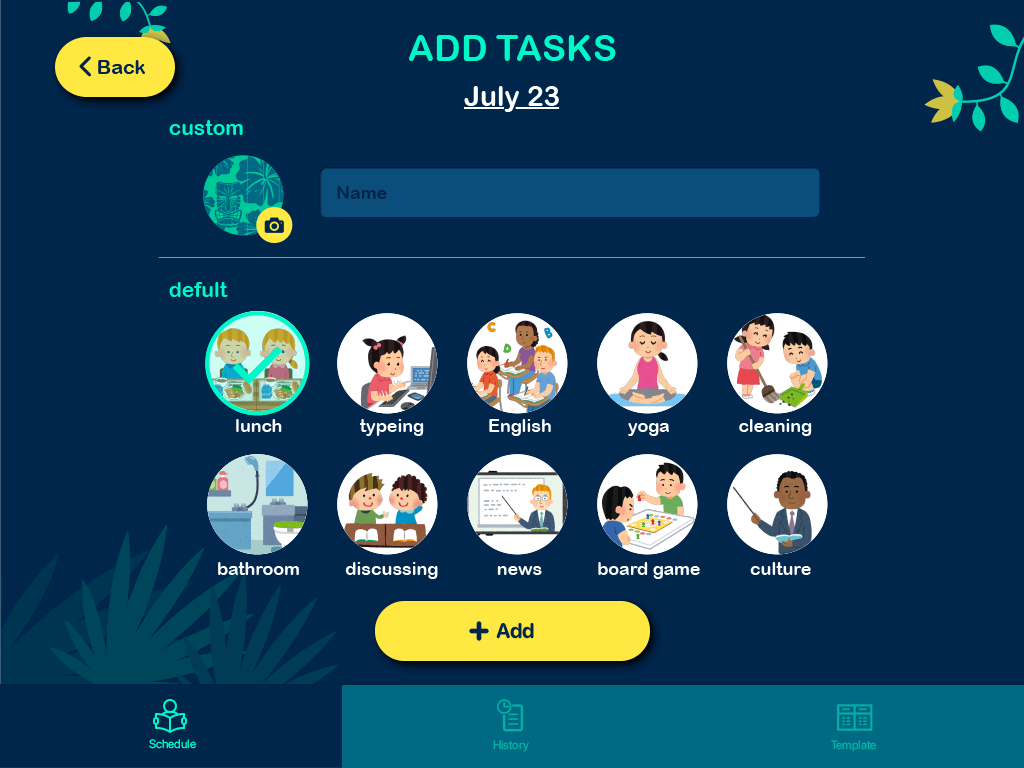 Back
ADD TASKS
July 23
custom
Name
defult
C
B
D
lunch
typeing
English
yoga
cleaning
bathroom
discussing
news
board game
culture
Add
Schedule
History
Template